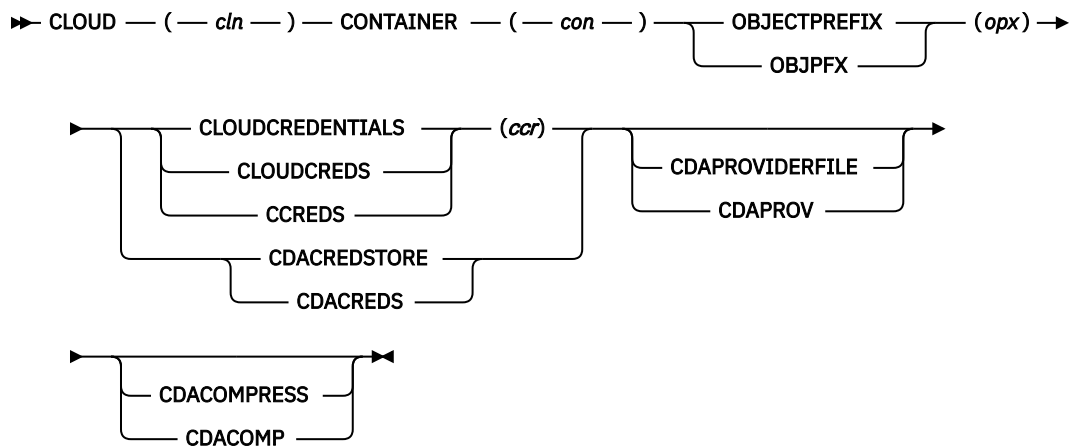 CLOUD ( cln ) CONTAINER ( con ) OBJECTPREFIX (opx)
OBJPFX
CLOUDCREDENTIALS (ccr)
CLOUDCREDS
CCREDS
CDACREDSTORE
CDACREDS
CDAPROVIDERFILE
CDAPROV
CDACOMPRESS
CDACOMP